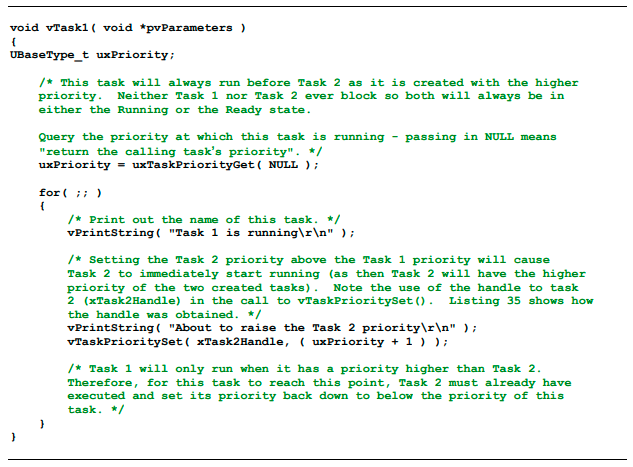 void vTask1( void *pvParameters )
{
UBaseType_t uxPriority;
/* This task will always run before Task 2 as it is created with the higher
priority.  Neither Task 1 nor Task 2 ever block so both will always be in
either the Running or the Ready state.
Query the priority at which this task is running - passing in NULL means
"return the calling task's priority". */
uxPriority = uxTaskPriorityGet( NULL );
for( ;; )
{
/* Print out the name of this task. */
vPrintString( "Task 1 is running\r\n" );
/* Setting the Task 2 priority above the Task 1 priority will cause
Task 2 to immediately start running (as then Task 2 will have the higher
priority of the two created tasks).  Note the use of the handle to task
2 (xTask2Handle) in the call to vTaskPrioritySet().  Listing 35 shows how
the handle was obtained. */
vPrintString( "About to raise the Task 2 priority\r\n" );
vTaskPrioritySet( xTask2Handle, ( uxPriority + 1 ) );
/* Task 1 will only run when it has a priority higher than Task 2.
Therefore, for this task to reach this point, Task 2 must already have
executed and set its priority back down to below the priority of this
task. */
}
}